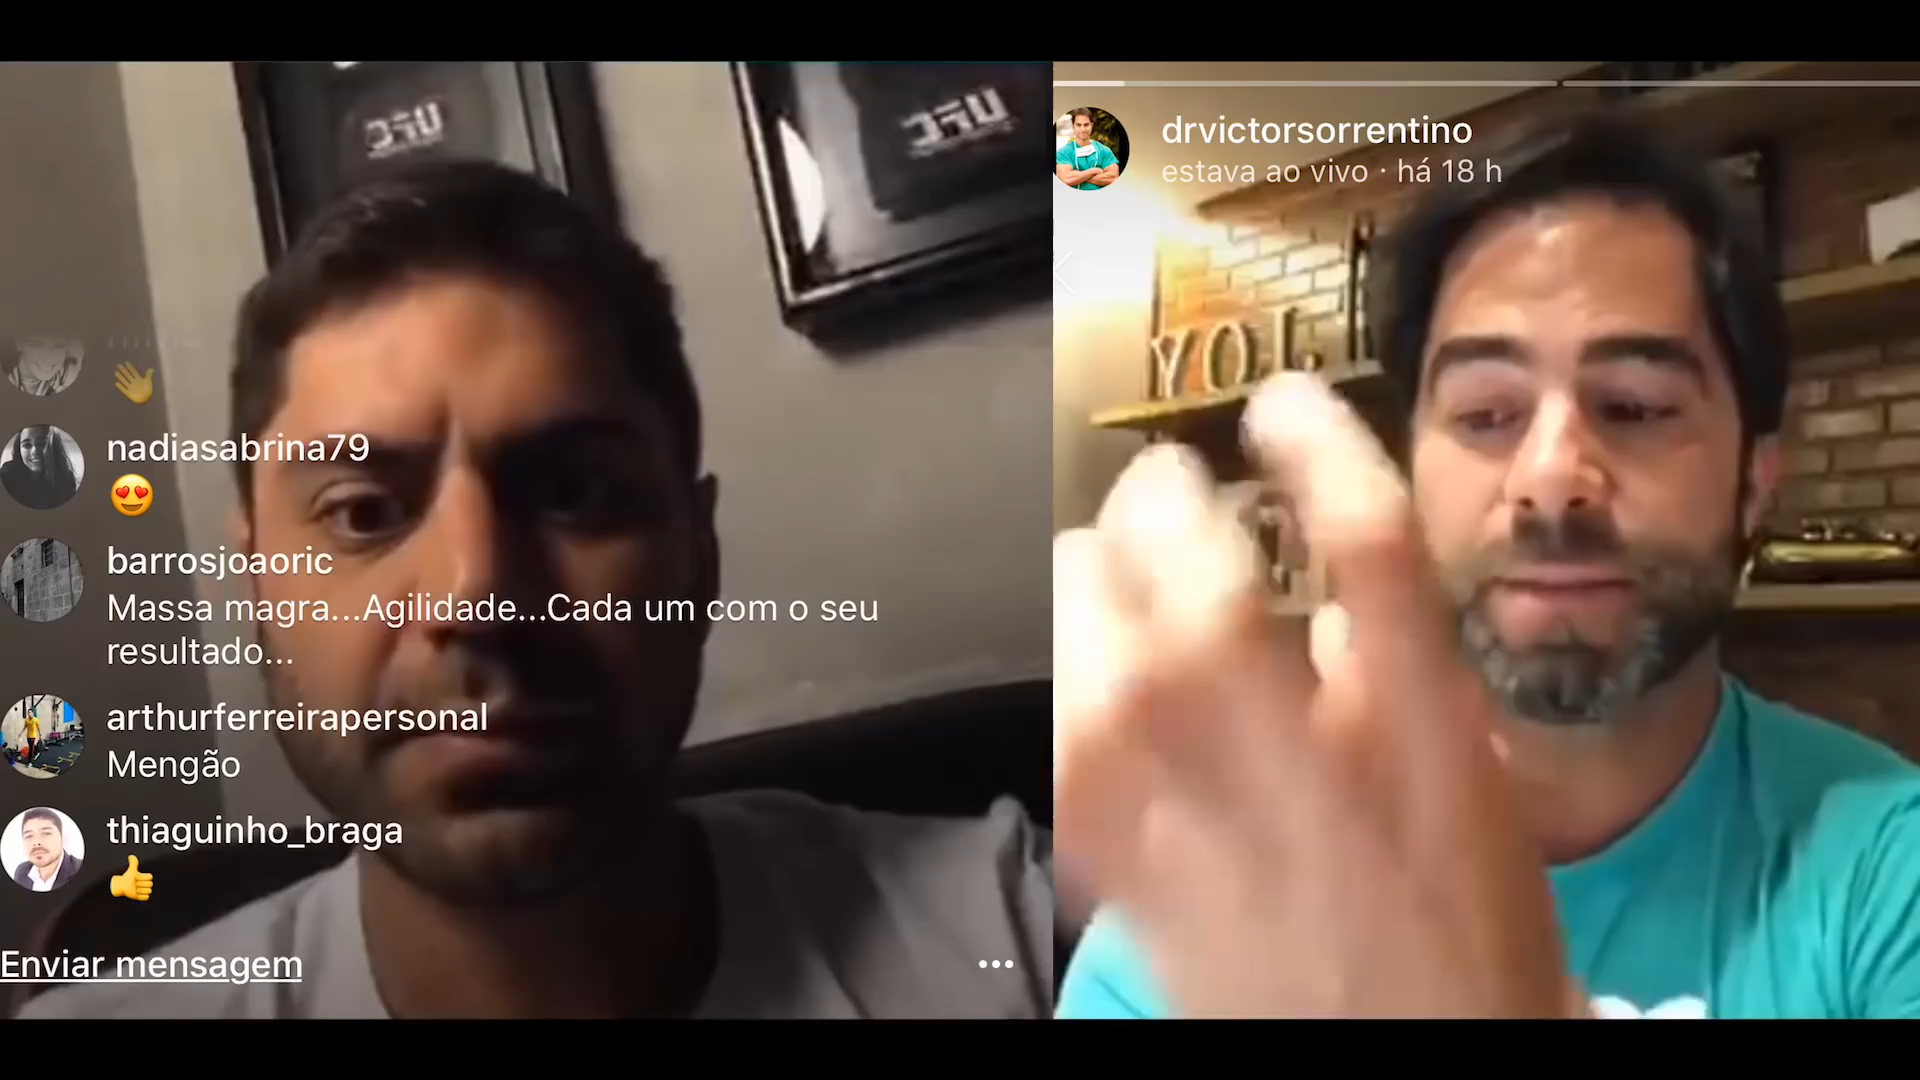 drvictorsorrentino
estava ao vivo · há 18 h
YOL
👋
nadiasabrina79
😍
barrosjoaoric
Massa magra...Agilidade...Cada um com o seu
resultado...
arthurferreirapersonal
Mengão
thiaguinho_braga
👍
Enviar mensagem